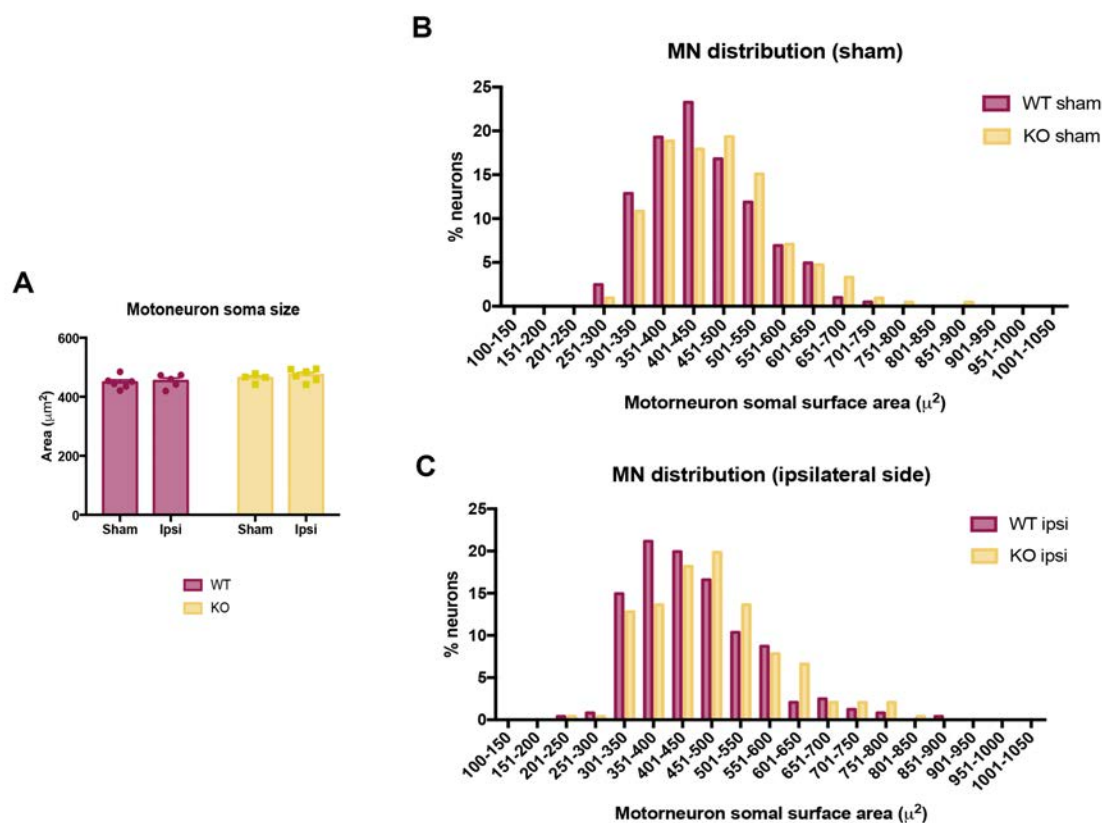 B
MN distribution (sham)
25
20
15
10
5
0
% neurons
WT sham
KO sham
100-150
151-200
201-250
251-300
301-350
351-400
401-450
451-500
501-550
551-600
601-650
651-700
701-750
751-800
801-850
851-900
901-950
951-1000
1001-1050
Motorneuron somal surface area (μ²)
A
Motoneuron soma size
600
400
200
0
Area (μm²)
Sham
Ipsi
Sham
Ipsi
WT
KO
C
MN distribution (ipsilateral side)
25
20
15
10
5
0
% neurons
WT ipsi
KO ipsi
100-150
151-200
201-250
251-300
301-350
351-400
401-450
451-500
501-550
551-600
601-650
651-700
701-750
751-800
801-850
851-900
901-950
951-1000
1001-1050
Motorneuron somal surface area (μ²)